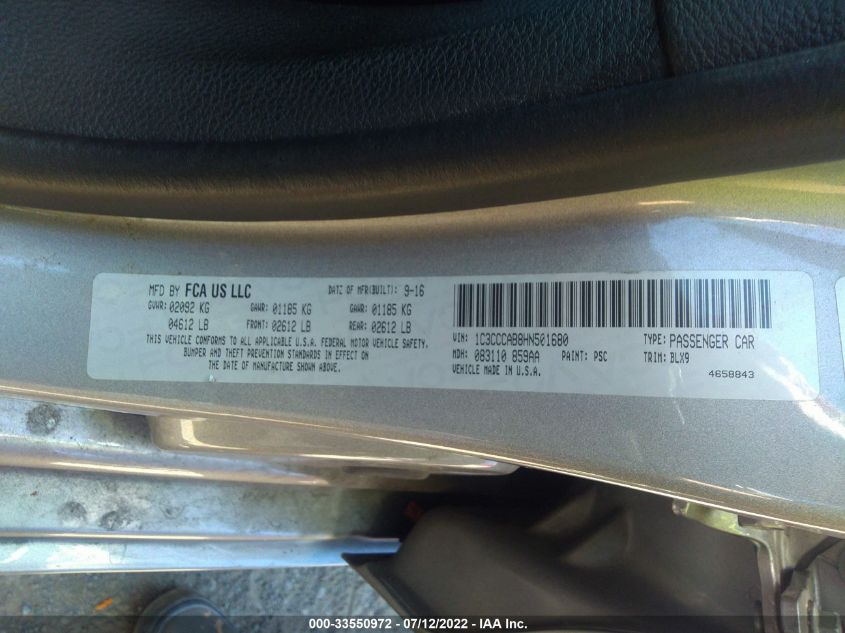 MFD BY FCA US LLC DATE OF MFR(BUILT): 9-16
GVWR: 02092 KG GAWR: 01185 KG GAWR: 01185 KG
04612 LB FRONT: 02612 LB REAR: 02612 LB
THIS VEHICLE CONFORMS TO ALL APPLICABLE U.S.A. FEDERAL MOTOR VEHICLE SAFETY,
BUMPER AND THEFT PREVENTION STANDARDS IN EFFECT ON
THE DATE OF MANUFACTURE SHOWN ABOVE.
VIN: 1C3CCCAB8HN501680 TYPE: PASSENGER CAR
MDH: 083110 859AA PAINT: PSC TRIM: BLX9
VEHICLE MADE IN U.S.A. 4658843
000-33550972 - 07/12/2022 - IAA Inc.